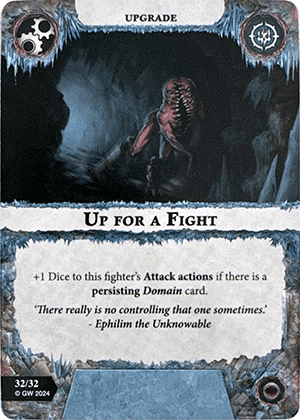 UPGRADE
UP FOR A FIGHT
+1 Dice to this fighter's Attack actions if there is a
persisting Domain card.
'There really is no controlling that one sometimes.'
- Ephilim the Unknowable
32/32
© GW 2024